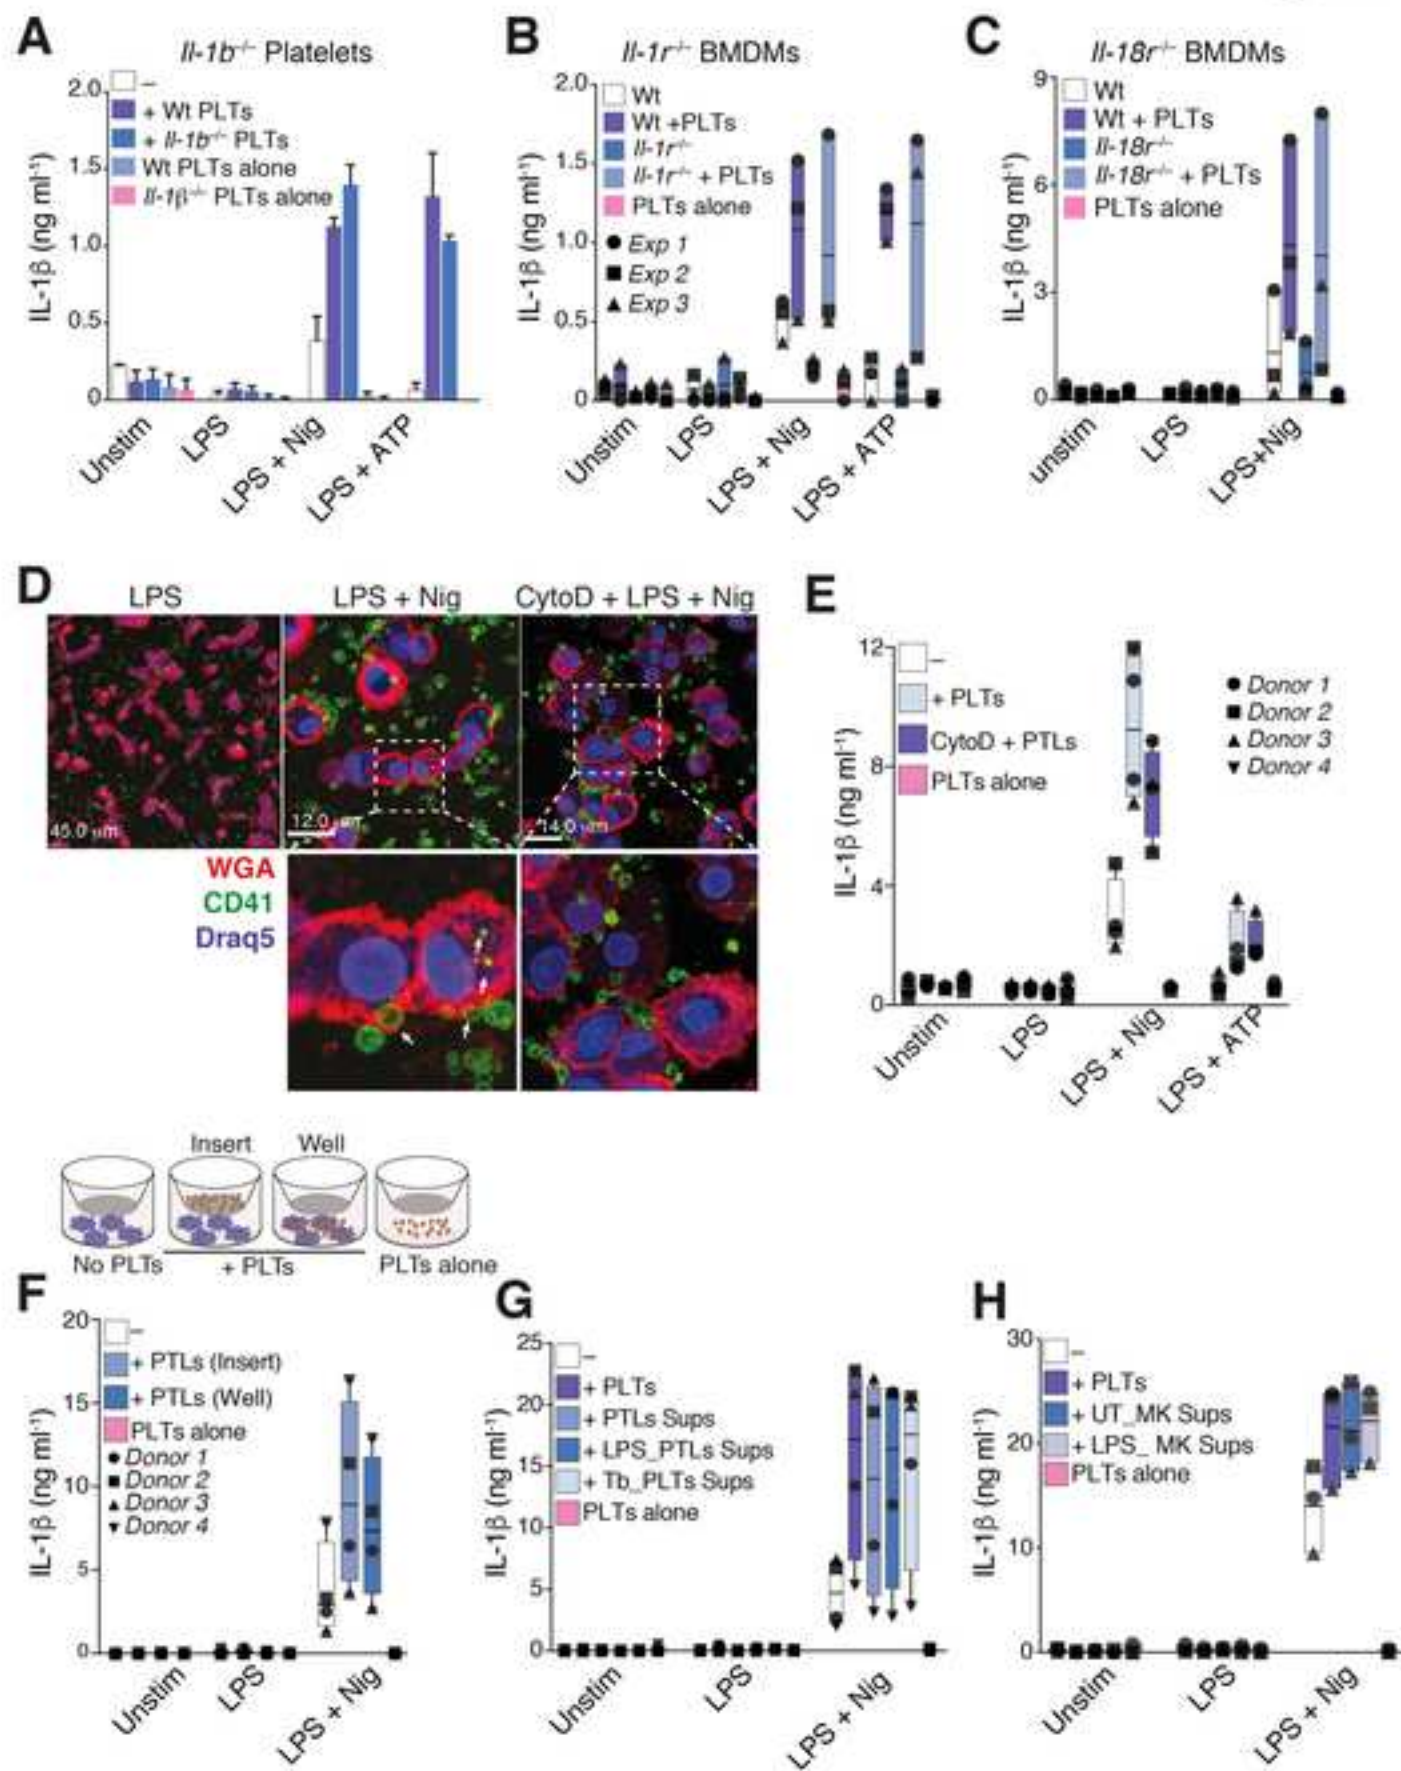 A
Il-1b⁻/⁻ Platelets
IL-1β (ng ml⁻¹)
2.0
1.5
1.0
0.5
0
–
+ Wt PLTs
+ Il-1b⁻/⁻ PLTs
Wt PLTs alone
Il-1β⁻/⁻ PLTs alone
Unstim
LPS
LPS + Nig
LPS + ATP
B
Il-1r⁻/⁻ BMDMs
IL-1β (ng ml⁻¹)
2.0
1.5
1.0
0.5
0
Wt
Wt +PLTs
Il-1r⁻/⁻
Il-1r⁻/⁻ + PLTs
PLTs alone
Exp 1
Exp 2
Exp 3
Unstim
LPS
LPS + Nig
LPS + ATP
C
Il-18r⁻/⁻ BMDMs
IL-1β (ng ml⁻¹)
9
6
3
0
Wt
Wt + PLTs
Il-18r⁻/⁻
Il-18r⁻/⁻ + PLTs
PLTs alone
unstim
LPS
LPS+Nig
D
LPS
LPS + Nig
CytoD + LPS + Nig
45.0 um
12.0 um
14.0 um
WGA
CD41
Draq5
E
IL-1β (ng ml⁻¹)
12
8
4
0
–
+ PLTs
CytoD + PTLs
PLTs alone
Donor 1
Donor 2
Donor 3
Donor 4
Unstim
LPS
LPS + Nig
LPS + ATP
Insert
Well
No PLTs
+ PLTs
PLTs alone
F
IL-1β (ng ml⁻¹)
20
15
10
5
0
–
+ PTLs (Insert)
+ PTLs (Well)
PLTs alone
Donor 1
Donor 2
Donor 3
Donor 4
Unstim
LPS
LPS + Nig
G
IL-1β (ng ml⁻¹)
25
20
15
10
5
0
–
+ PLTs
+ PTLs Sups
+ LPS_PTLs Sups
+ Tb_PLTs Sups
PLTs alone
Unstim
LPS
LPS + Nig
H
IL-1β (ng ml⁻¹)
30
20
10
0
–
+ PLTs
+ UT_MK Sups
+ LPS_ MK Sups
PLTs alone
Unstim
LPS
LPS + Nig